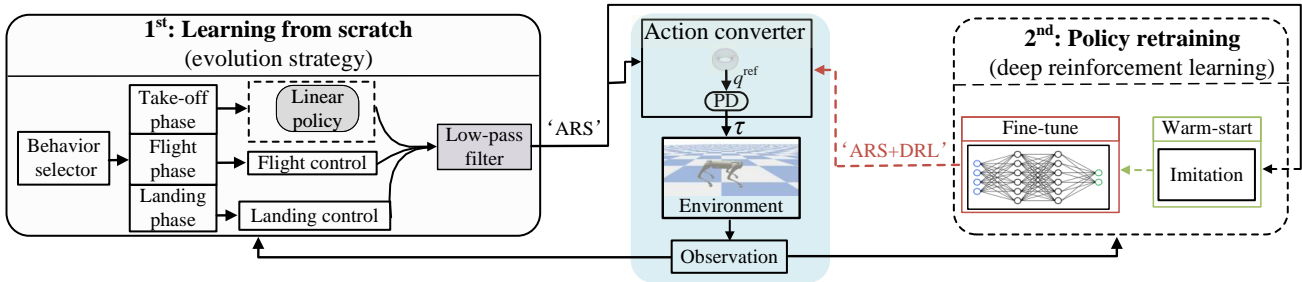 1st: Learning from scratch
(evolution strategy)
Behavior
selector
Take-off
phase
Flight
phase
Landing
phase
Linear
policy
Flight control
Landing control
Low-pass
filter
‘ARS’
Action converter
q^ref
PD
τ
Environment
Observation
‘ARS+DRL’
2nd: Policy retraining
(deep reinforcement learning)
Fine-tune
Warm-start
Imitation